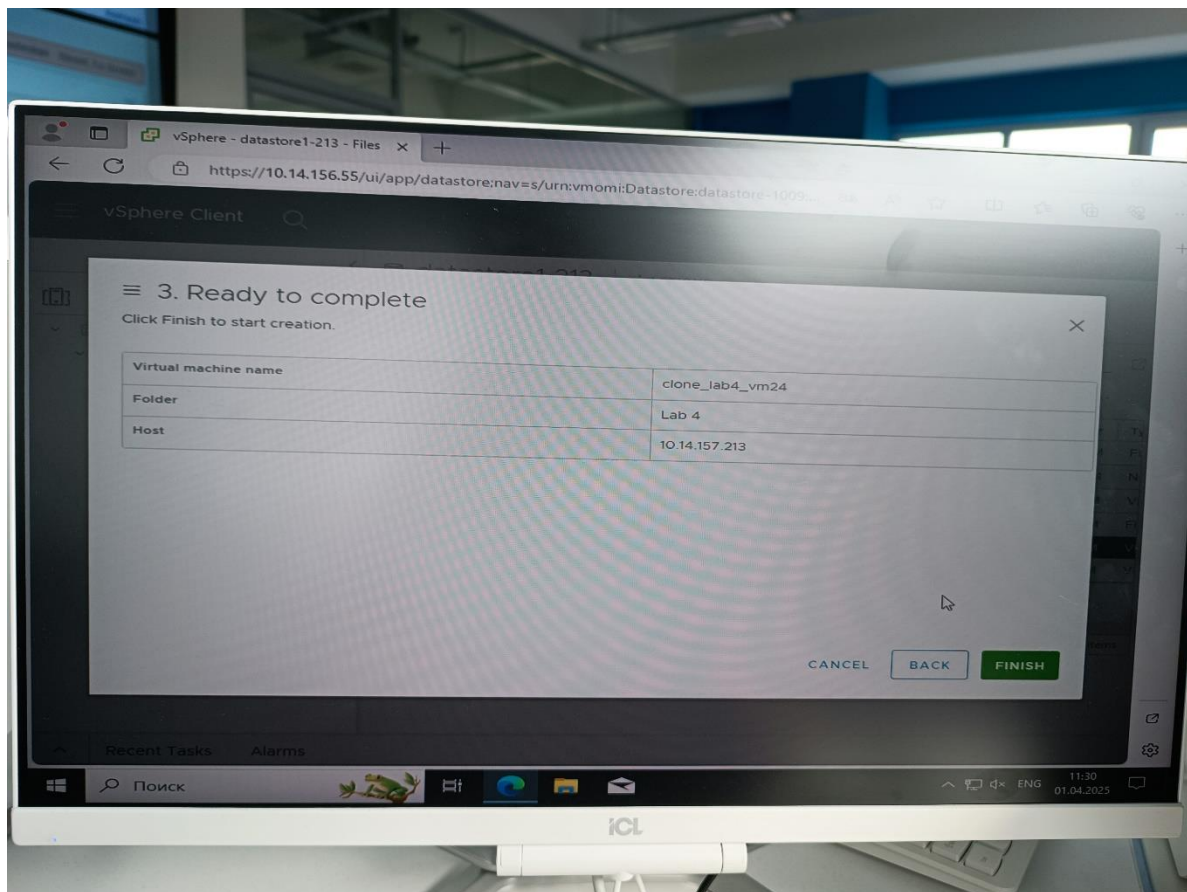 vSphere - datastore1-213 - Files
https://10.14.156.55/ui/app/datastore;nav=s/urn:vmomi:Datastore:datastore-1009:
vSphere Client
3. Ready to complete
Click Finish to start creation.
Virtual machine name clone_lab4_vm24
Folder Lab 4
Host 10.14.157.213
CANCEL BACK FINISH
Recent Tasks Alarms
Поиск
ENG
11:30
01.04.2025
iCL